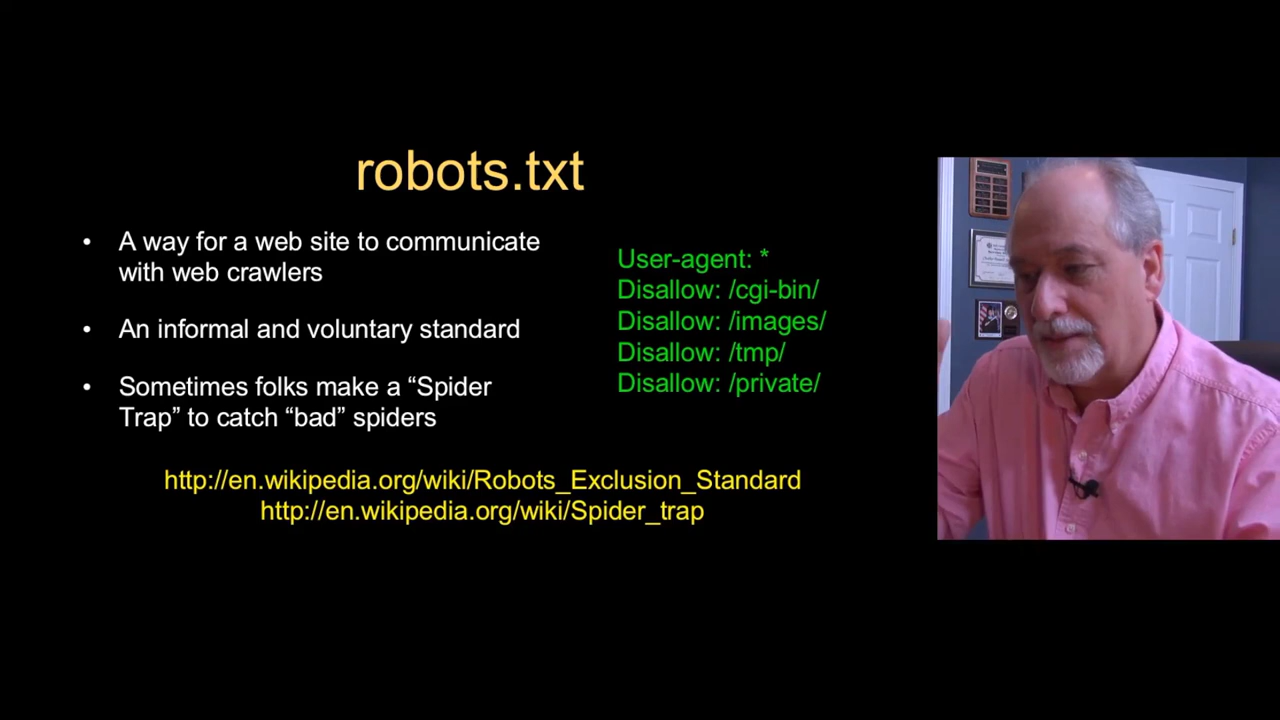 robots.txt
• A way for a web site to communicate
with web crawlers
• An informal and voluntary standard
• Sometimes folks make a “Spider
Trap” to catch “bad” spiders
User-agent: *
Disallow: /cgi-bin/
Disallow: /images/
Disallow: /tmp/
Disallow: /private/
http://en.wikipedia.org/wiki/Robots_Exclusion_Standard
http://en.wikipedia.org/wiki/Spider_trap